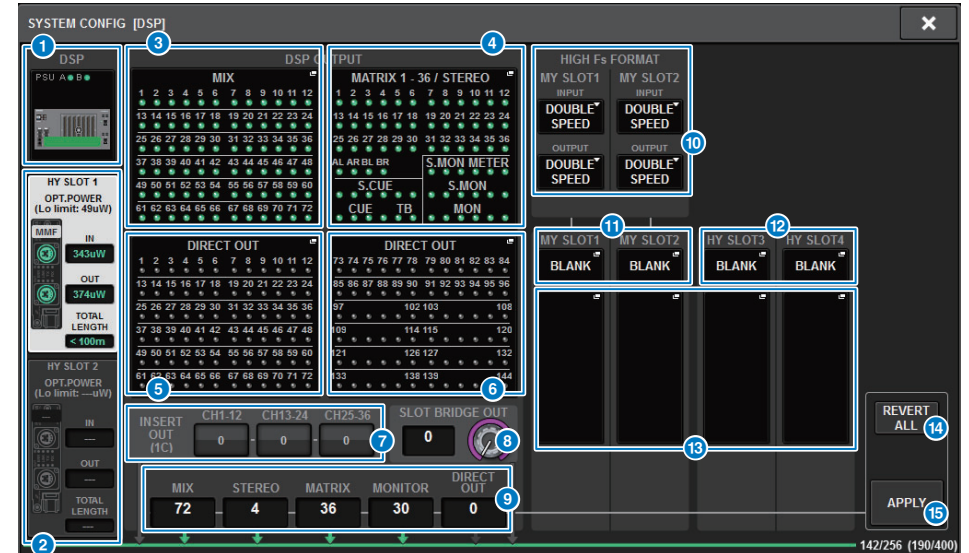 SYSTEM CONFIG [DSP]
1
DSP
PSU A B
HY SLOT 1
OPT.POWER
(Lo limit: 49uW)
MMF
IN
343uW
OUT
374uW
TOTAL
LENGTH
<100m
HY SLOT 2
OPT.POWER
(Lo limit: ---uW)
---
IN
---
OUT
---
TOTAL
LENGTH
---
2
3
DSP OUTPUT
4
MIX
1 2 3 4 5 6 7 8 9 10 11 12
13 14 15 16 17 18 19 20 21 22 23 24
25 26 27 28 29 30 31 32 33 34 35 36
37 38 39 40 41 42 43 44 45 46 47 48
49 50 51 52 53 54 55 56 57 58 59 60
61 62 63 64 65 66 67 68 69 70 71 72
MATRIX 1 - 36 / STEREO
1 2 3 4 5 6 7 8 9 10 11 12
13 14 15 16 17 18 19 20 21 22 23 24
25 26 27 28 29 30 31 32 33 34 35 36
AL AR BL BR
S.MON METER
S.CUE
S.MON
CUE TB
MON
DIRECT OUT
1 2 3 4 5 6 7 8 9 10 11 12
13 14 15 16 17 18 19 20 21 22 23 24
25 26 27 28 29 30 31 32 33 34 35 36
37 38 39 40 41 42 43 44 45 46 47 48
49 50 51 52 53 54 55 56 57 58 59 60
61 62 63 64 65 66 67 68 69 70 71 72
5
DIRECT OUT
73 74 75 76 77 78 79 80 81 82 83 84
85 86 87 88 89 90 91 92 93 94 95 96
97 102 103 108
109 114 115 120
121 126 127 132
133 138 139 144
6
INSERT
OUT
(1C)
CH1-12 CH13-24 CH25-36
0 - 0 - 0
7
SLOT BRIDGE OUT
0
8
MIX STEREO MATRIX MONITOR DIRECT
OUT
72 4 36 30 0
9
HIGH Fs FORMAT
MY SLOT1 MY SLOT2
INPUT INPUT
DOUBLE
SPEED
DOUBLE
SPEED
OUTPUT OUTPUT
DOUBLE
SPEED
DOUBLE
SPEED
10
11
12
MY SLOT1 MY SLOT2 HY SLOT3 HY SLOT4
BLANK BLANK BLANK BLANK
13
REVERT
ALL
14
APPLY
15
142/256 (190/400)